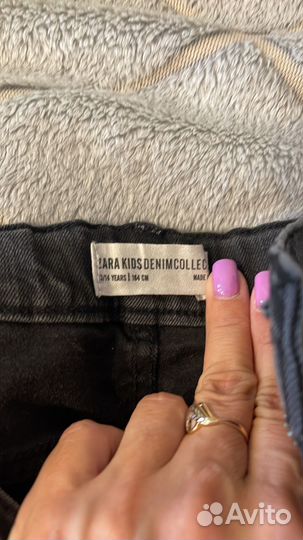 ZARA KIDS DENIM COLLEC
13/14 YEARS | 164 CM MADE
Avito